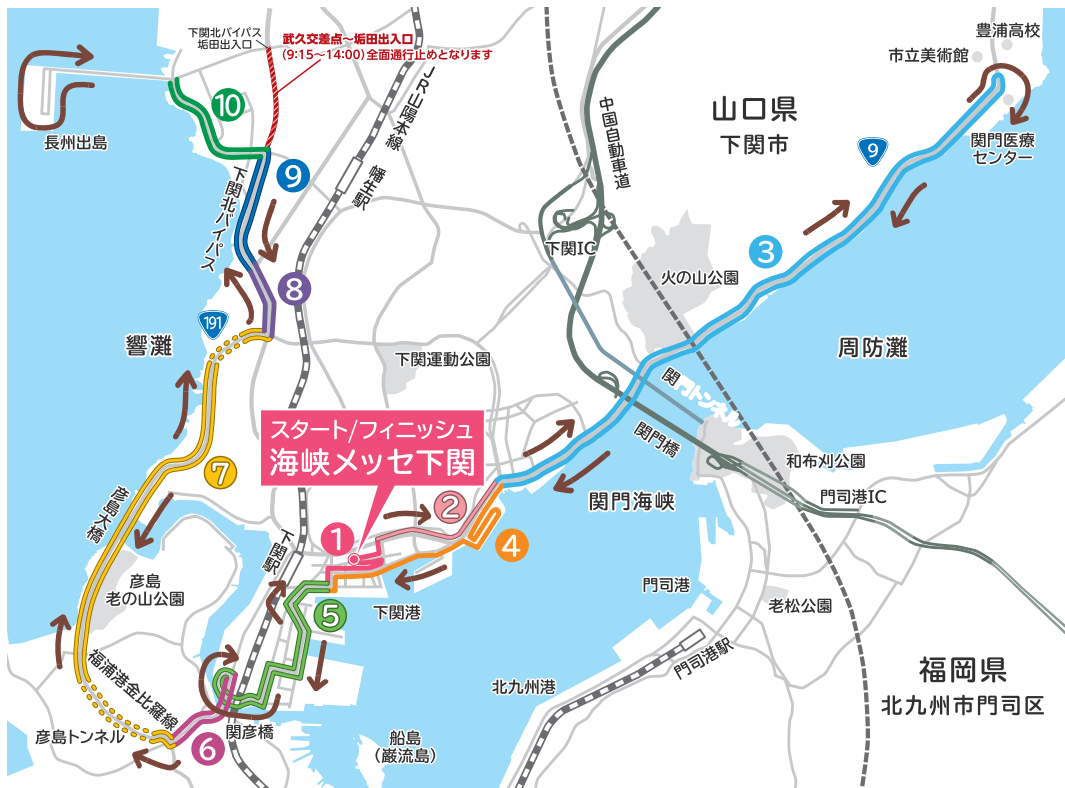 下関北バイパス
垢田出入口
武久交差点～垢田出入口
(9:15～14:00)全面通行止めとなります
豊浦高校
市立美術館
関門医療
センター
長州出島
10
9
JR山陽本線
幡生駅
中国自動車道
山口県
下関市
9
下関北バイパス
下関IC
火の山公園
3
8
191
響灘
下関運動公園
周防灘
関門トンネル
関門橋
スタート/フィニッシュ
海峡メッセ下関
7
彦島大橋
和布刈公園
門司港IC
関門海峡
2
1
4
下関駅
彦島
老の山公園
5
下関港
門司港
老松公園
門司港駅
福浦港金比羅線
彦島トンネル
6
関彦橋
北九州港
船島
（巌流島）
福岡県
北九州市門司区